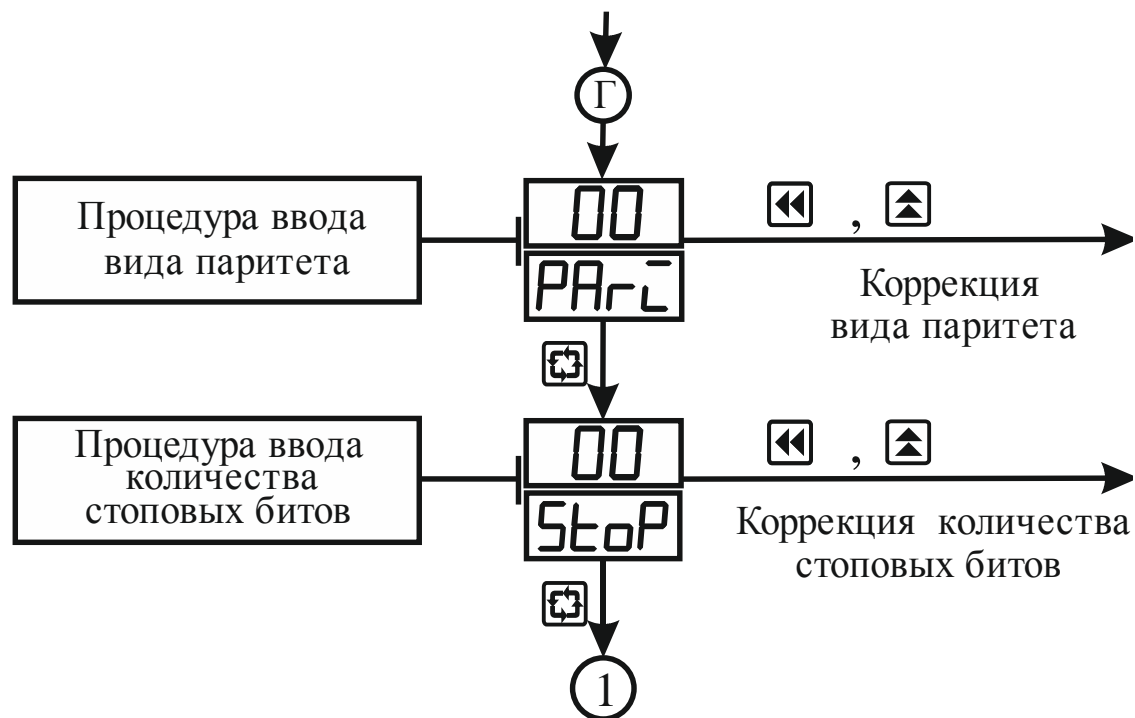 Г
Процедура ввода
вида паритета
00
,
PAri
Коррекция
вида паритета
Процедура ввода
количества
стоповых битов
00
,
StoP
Коррекция количества
стоповых битов
1